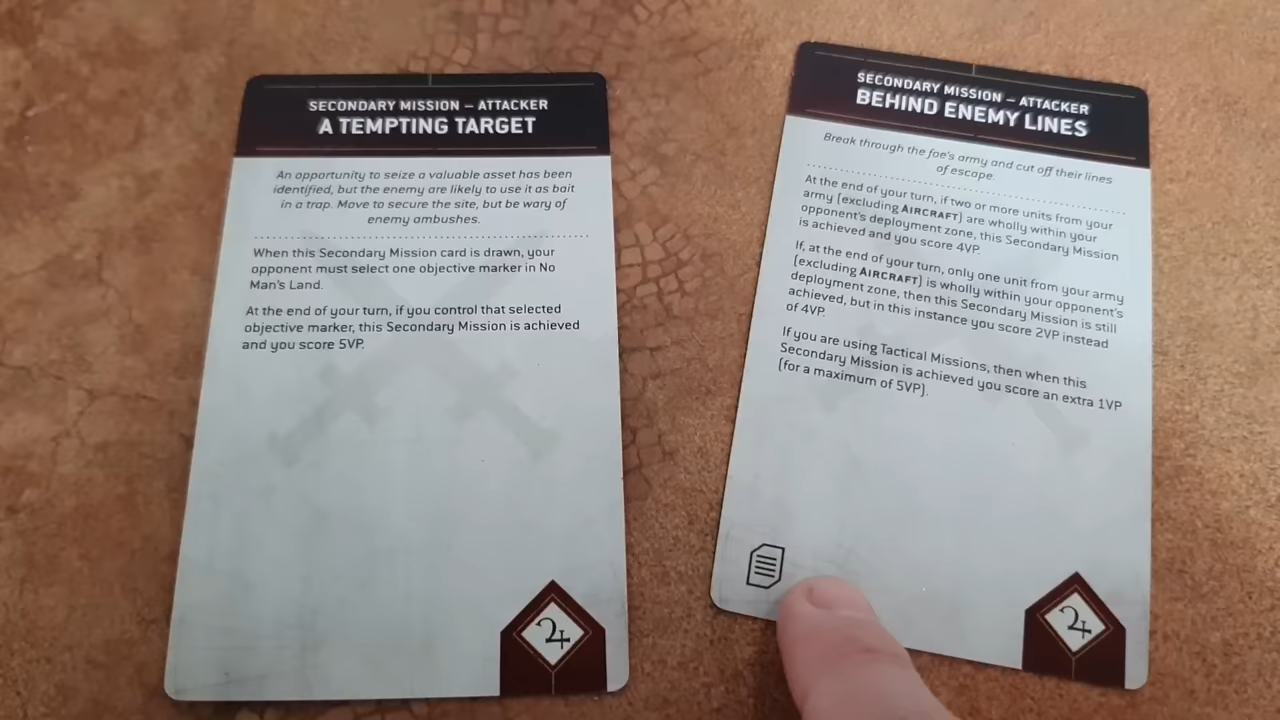 SECONDARY MISSION – ATTACKER
A TEMPTING TARGET
An opportunity to seize a valuable asset has been
identified, but the enemy are likely to use it as bait
in a trap. Move to secure the site, but be wary of
enemy ambushes.
When this Secondary Mission card is drawn, your
opponent must select one objective marker in No
Man's Land.
At the end of your turn, if you control that selected
objective marker, this Secondary Mission is achieved
and you score 5VP.
SECONDARY MISSION – ATTACKER
BEHIND ENEMY LINES
Break through the foe's army and cut off their lines
of escape.
At the end of your turn, if two or more units from your
army (excluding AIRCRAFT) are wholly within your
opponent's deployment zone, this Secondary Mission
is achieved and you score 4VP.
If, at the end of your turn, only one unit from your army
(excluding AIRCRAFT) is wholly within your opponent's
deployment zone, then this Secondary Mission is still
achieved, but in this instance you score 2VP instead
of 4VP.
If you are using Tactical Missions, then when this
Secondary Mission is achieved you score an extra 1VP
(for a maximum of 5VP).